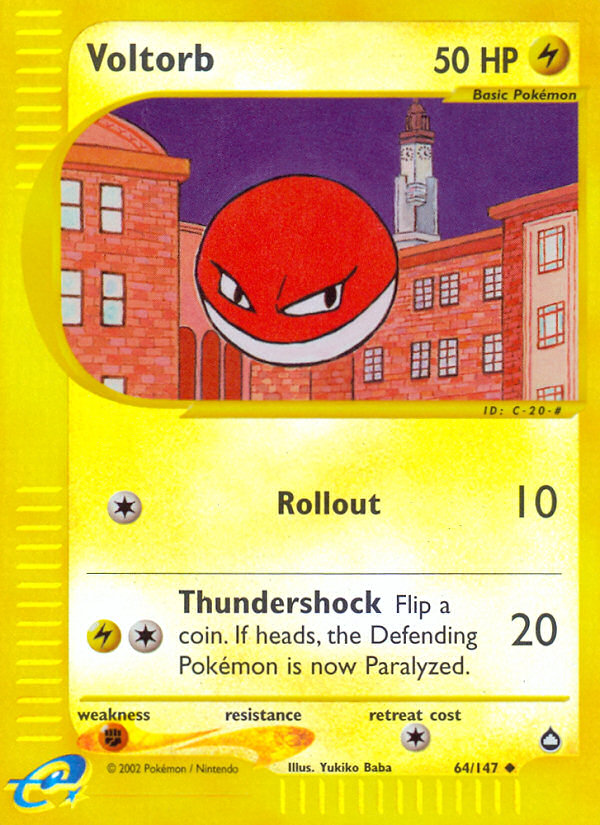 Voltorb 50 HP
Basic Pokémon
ID: C-20-#
Rollout 10
Thundershock Flip a
coin. If heads, the Defending 20
Pokémon is now Paralyzed.
weakness resistance retreat cost
© 2002 Pokémon / Nintendo Illus. Yukiko Baba 64/147 ◆
e